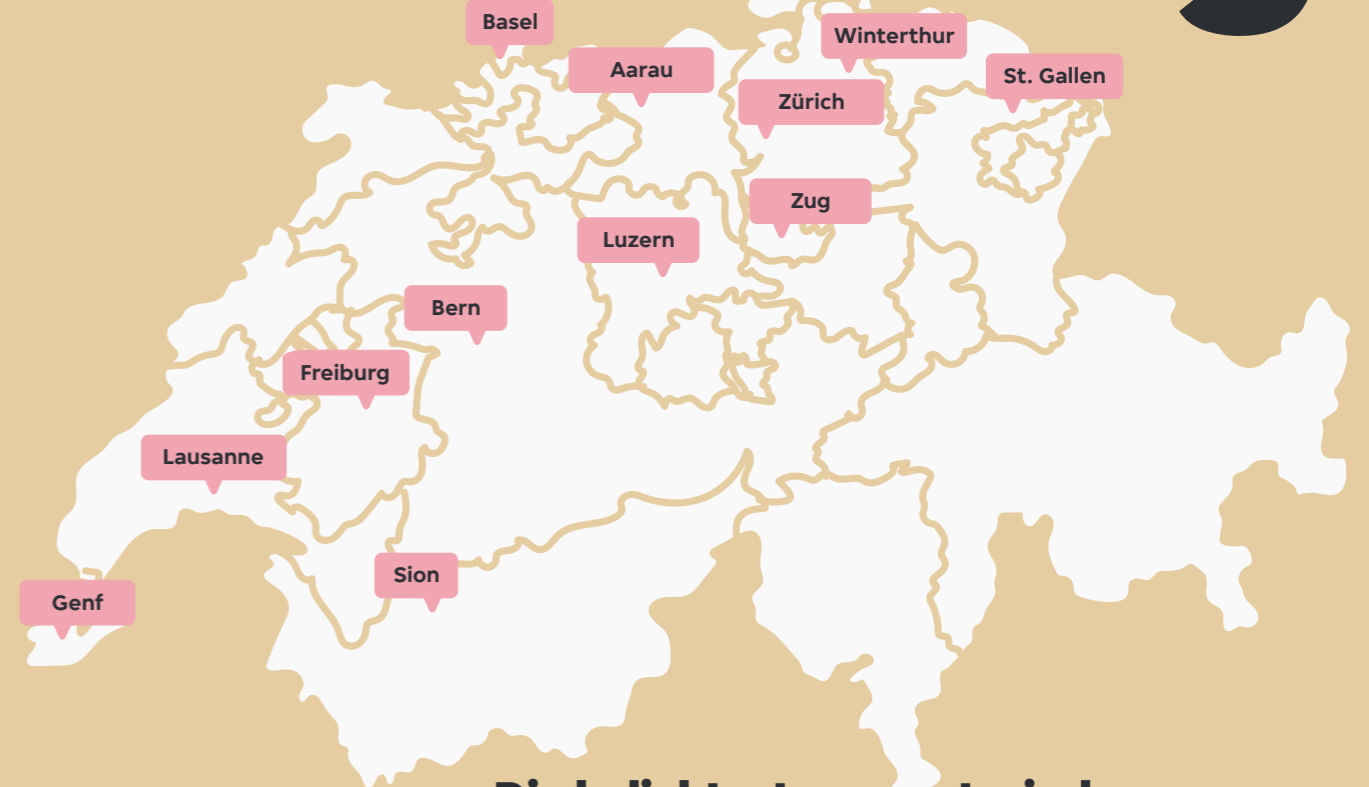 Basel
Winterthur
Aarau
St. Gallen
Zürich
Zug
Luzern
Bern
Freiburg
Lausanne
Sion
Genf